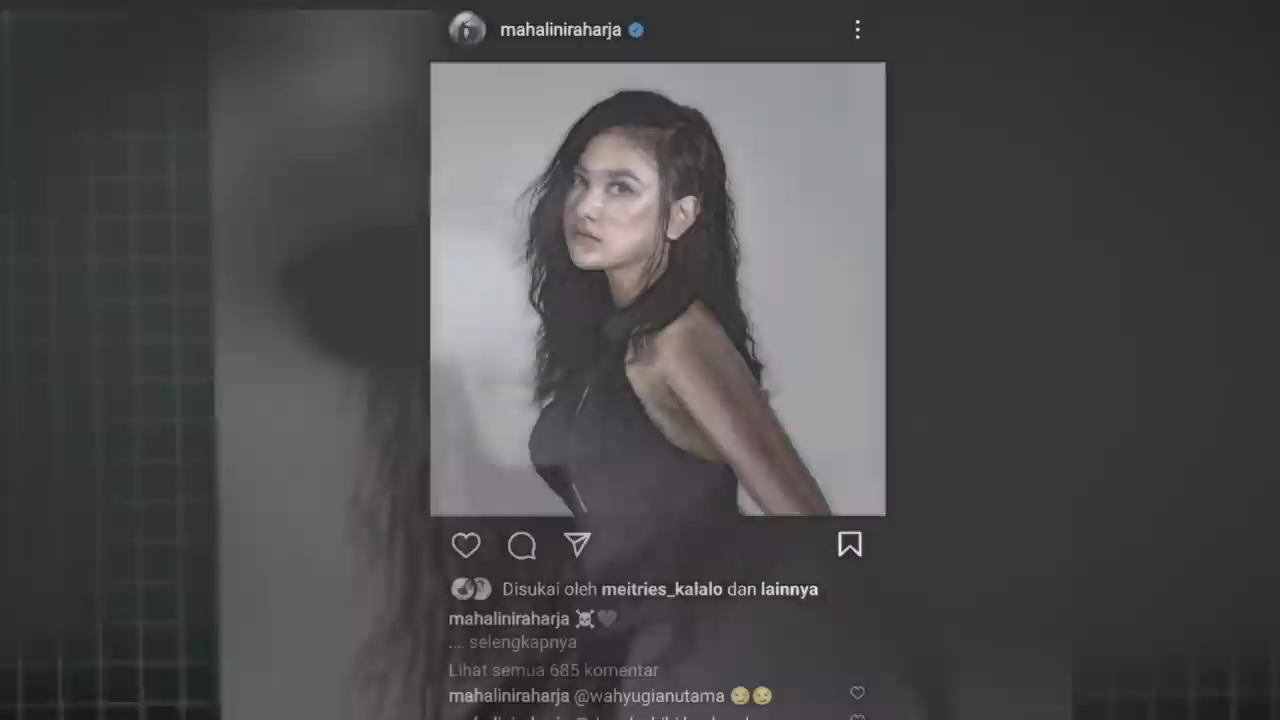 mahaliniraharja
Disukai oleh meitries_kalalo dan lainnya
mahaliniraharja ☠️🖤
.... selengkapnya
Lihat semua 685 komentar
mahaliniraharja @wahyugianutama 😏😏